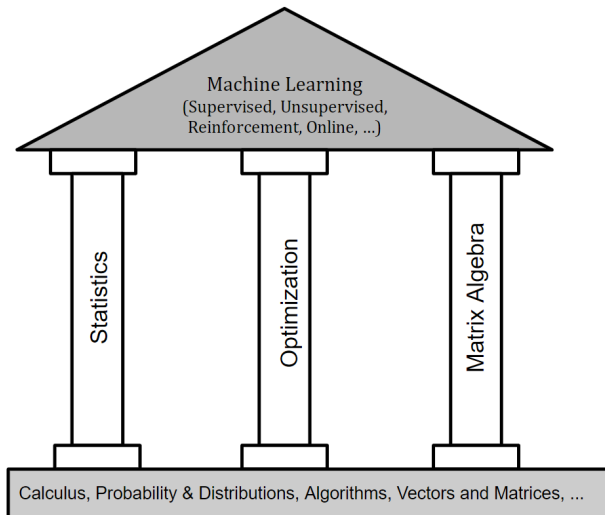 Machine Learning
(Supervised, Unsupervised,
Reinforcement, Online, ...)
Statistics
Optimization
Matrix Algebra
Calculus, Probability & Distributions, Algorithms, Vectors and Matrices, ...